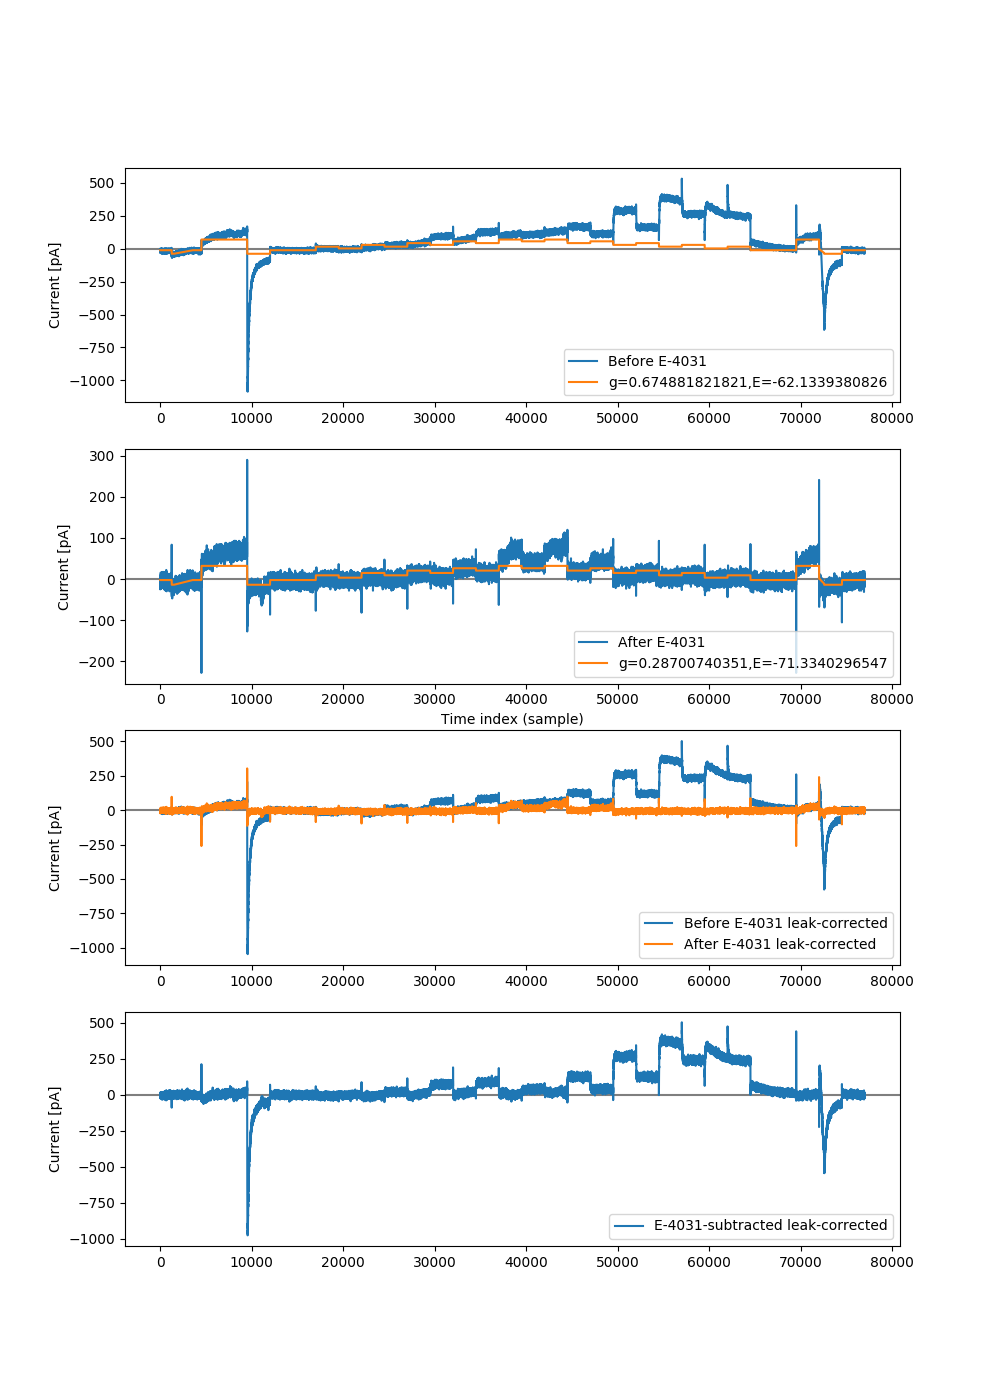 500
250
0
−250
−500
−750
−1000
Current [pA]
Before E-4031
g=0.674881821821,E=-62.1339380826
0 10000 20000 30000 40000 50000 60000 70000 80000
300
200
100
0
−100
−200
Current [pA]
After E-4031
g=0.28700740351,E=-71.3340296547
0 10000 20000 30000 40000 50000 60000 70000 80000
Time index (sample)
500
250
0
−250
−500
−750
−1000
Current [pA]
Before E-4031 leak-corrected
After E-4031 leak-corrected
0 10000 20000 30000 40000 50000 60000 70000 80000
500
250
0
−250
−500
−750
−1000
Current [pA]
E-4031-subtracted leak-corrected
0 10000 20000 30000 40000 50000 60000 70000 80000